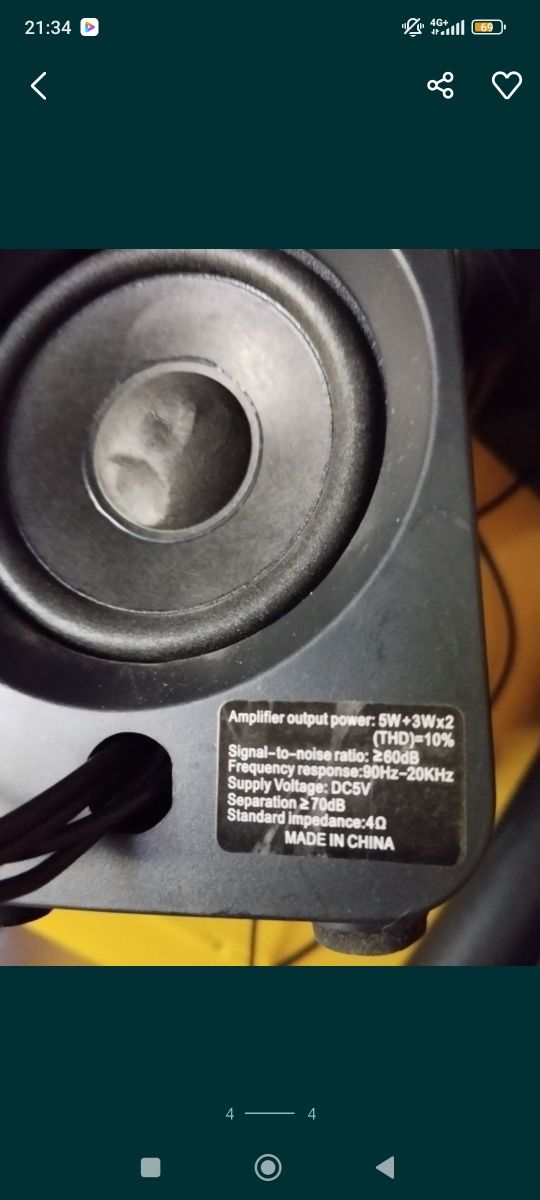 21:34
4G+
69
Amplifier output power: 5W+3Wx2
(THD)=10%
Signal-to-noise ratio: ≥60dB
Frequency response:90Hz-20KHz
Supply Voltage: DC5V
Separation ≥70dB
Standard impedance:4Ω
MADE IN CHINA
4 4